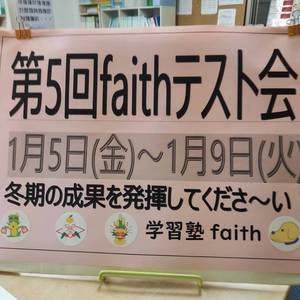 第5回faithテスト会
1月5日(金)～1月9日(火
冬期の成果を発揮してくださ～い
学習塾 faith